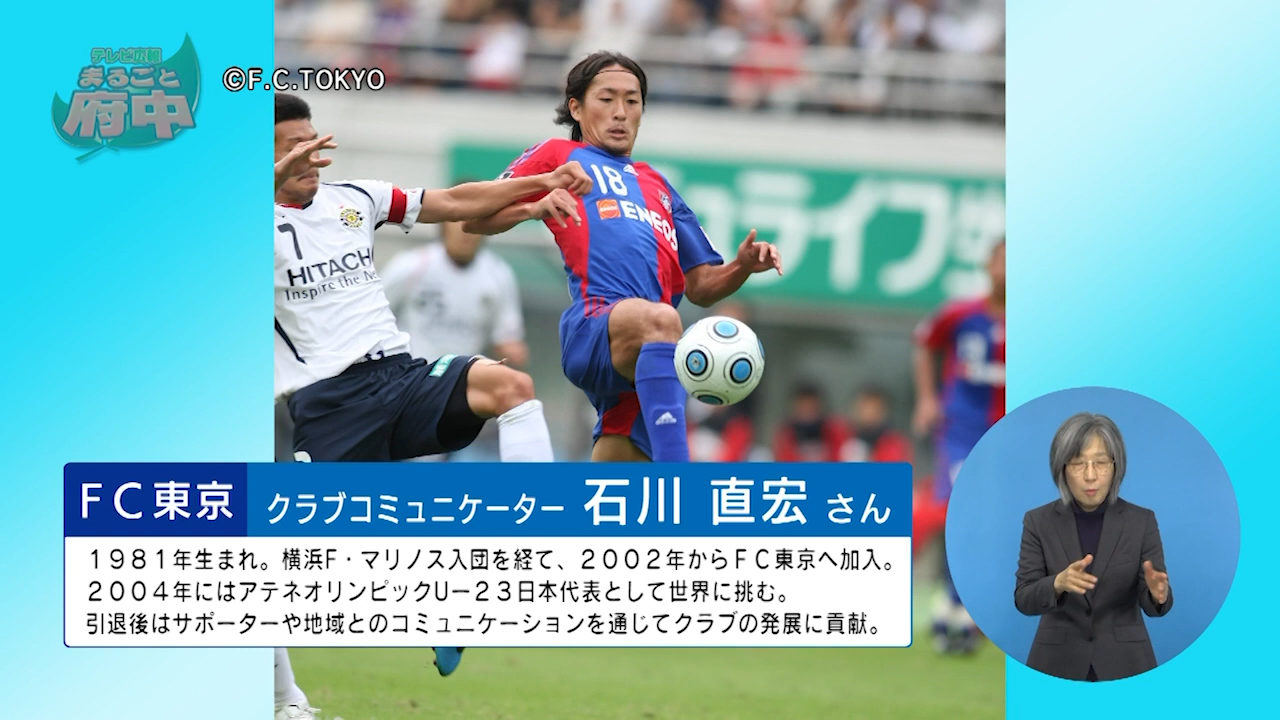 テレビ広報
まるごと
府中
©F.C.TOKYO
18
ENEOS
7
HITACHI
Inspire the Ne
ライフ
FC東京 クラブコミュニケーター 石川 直宏 さん
1981年生まれ。横浜F・マリノス入団を経て、2002年からFC東京へ加入。
2004年にはアテネオリンピックU－23日本代表として世界に挑む。
引退後はサポーターや地域とのコミュニケーションを通じてクラブの発展に貢献。